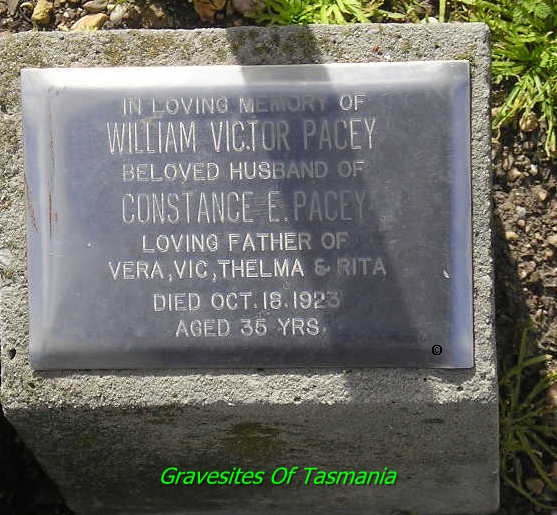 IN LOVING MEMORY OF
WILLIAM VICTOR PACEY
BELOVED HUSBAND OF
CONSTANCE E. PACEY
LOVING FATHER OF
VERA, VIC, THELMA & RITA
DIED OCT. 18. 1923
AGED 35 YRS.
©
Gravesites Of Tasmania